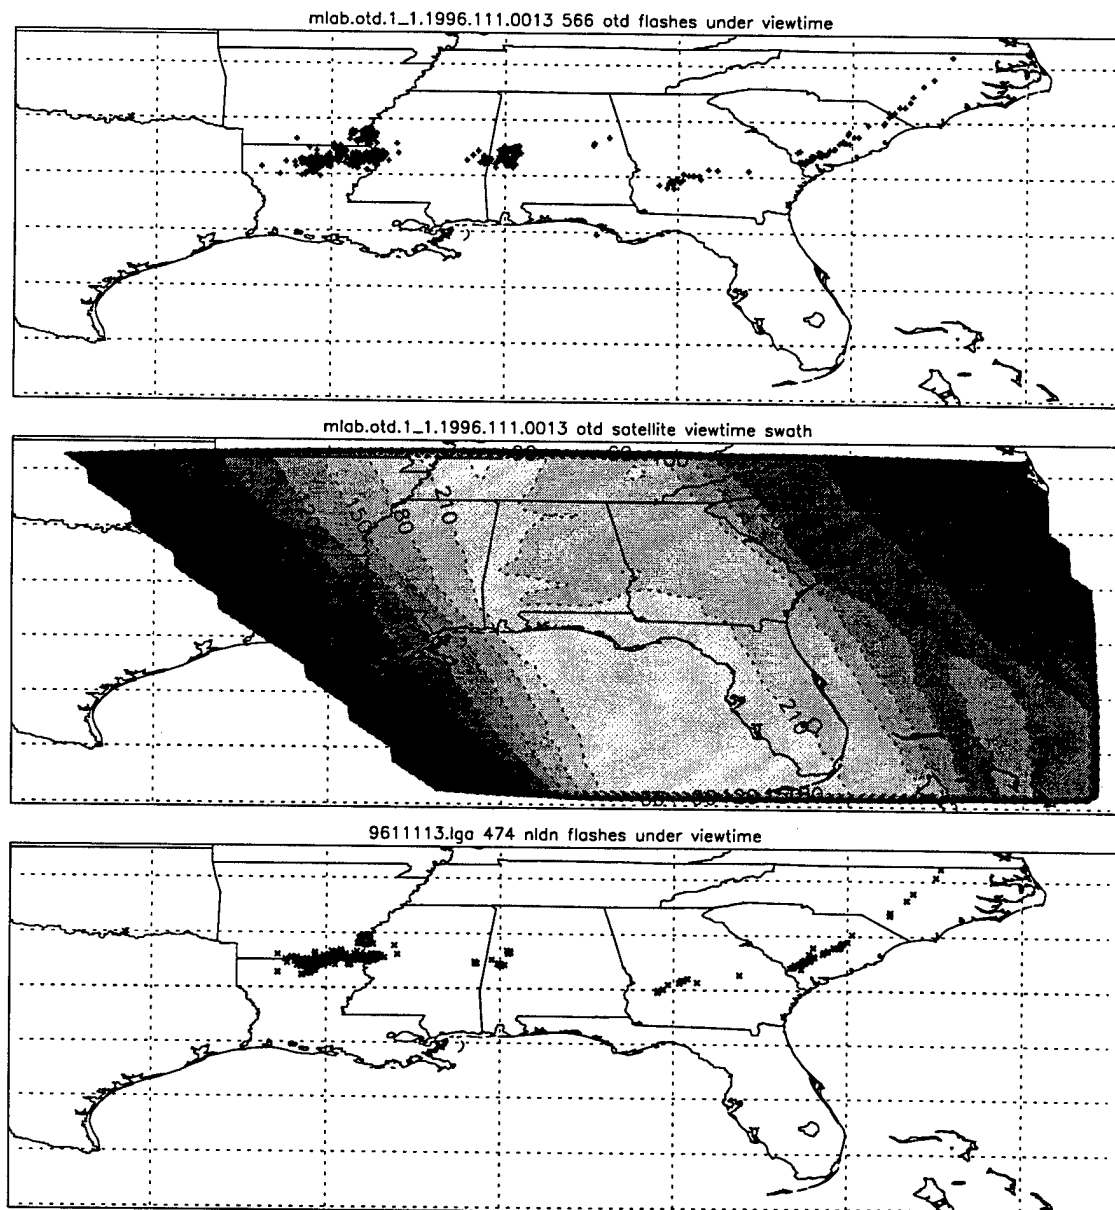 mlab.otd.1_1.1996.111.0013 566 otd flashes under viewtime
mlab.otd.1_1.1996.111.0013 otd satellite viewtime swath
150
180
210
210
9611113.lga 474 nldn flashes under viewtime